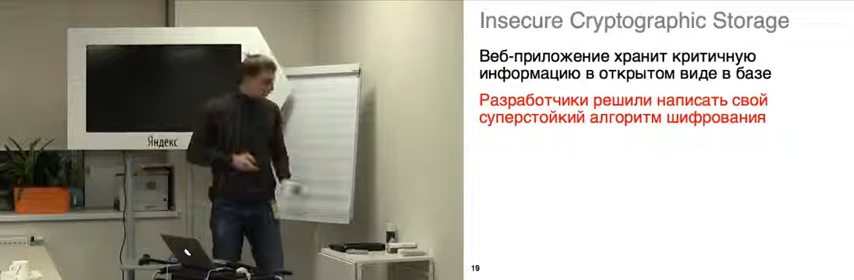 Insecure Cryptographic Storage
Веб-приложение хранит критичную
информацию в открытом виде в базе
Разработчики решили написать свой
суперстойкий алгоритм шифрования
Яндекс
19